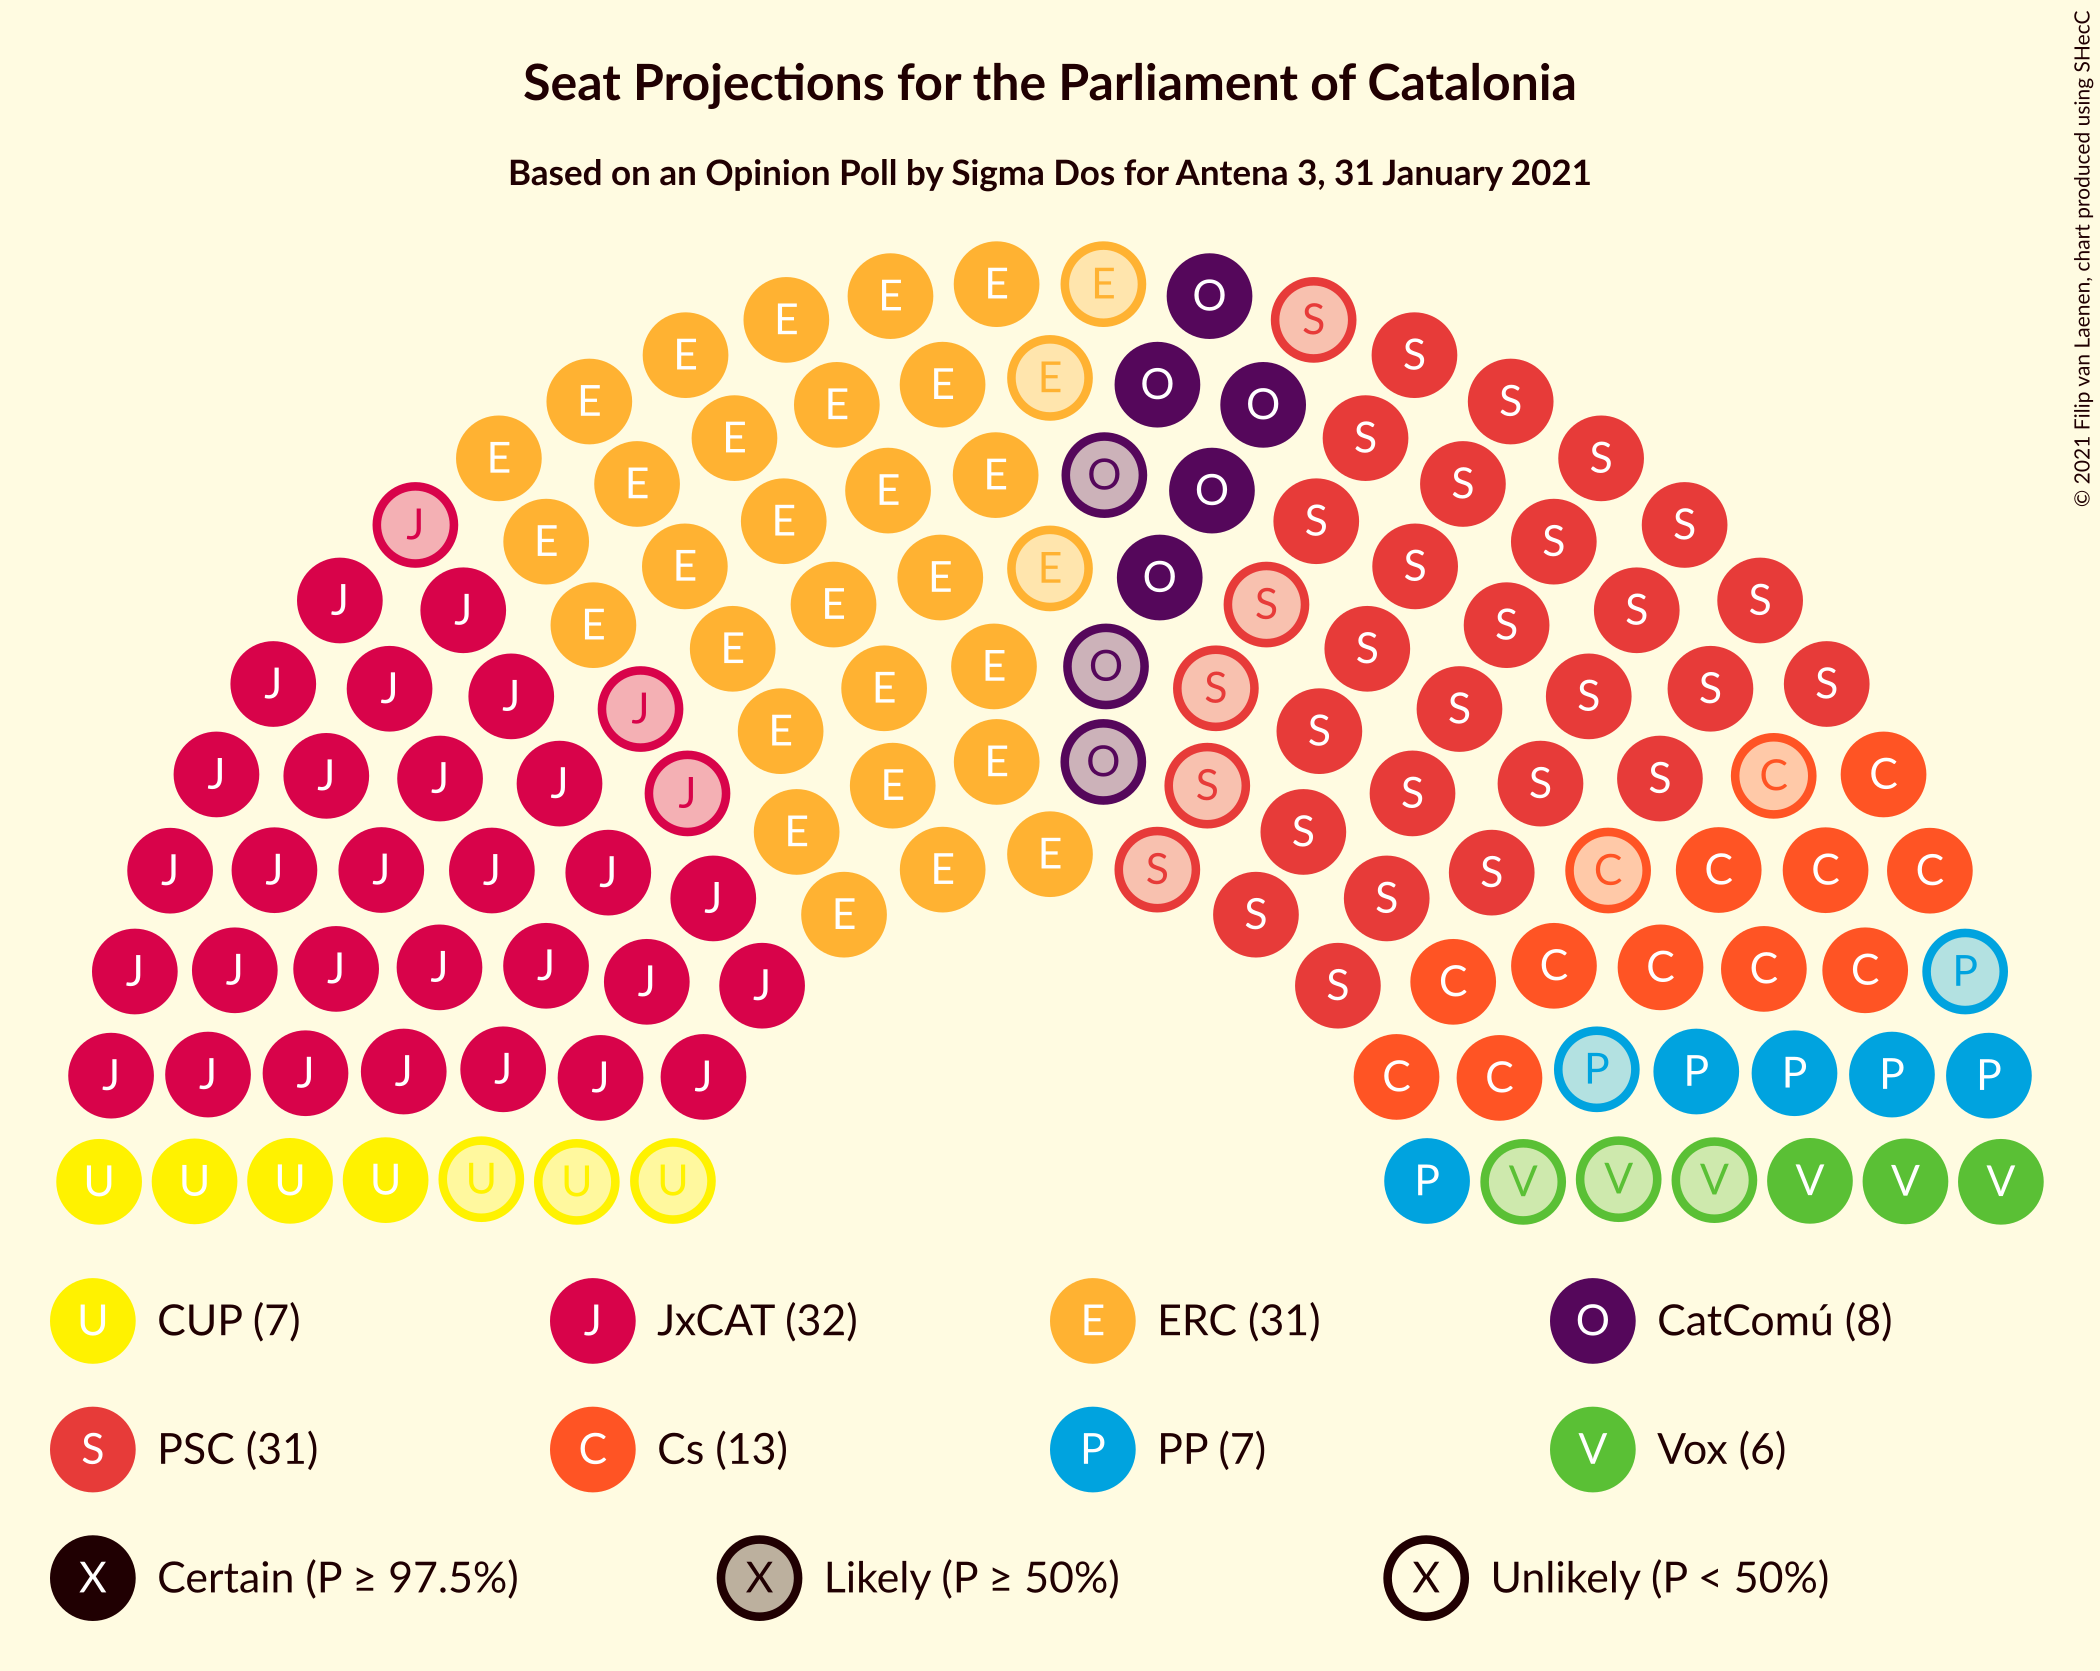 Seat Projections for the Parliament of Catalonia
Based on an Opinion Poll by Sigma Dos for Antena 3, 31 January 2021
© 2021 Filip van Laenen, chart produced using SHecC
E E E O S
E E E O O S S
E E E E O O S S S
E E E E E O S S S S
J E E E E E O S S S S S
J J E E E E E O S S S S S S
J J J J E E E O S S S S S S S
J J J J J E E E O S S S S S C C
J J J J J J E E E S S S S C C C C
J J J J J J J S C C C C C P
J J J J J J J C C P P P P P
U U U U U U U P V V V V V V
U CUP (7)
J JxCAT (32)
E ERC (31)
O CatComú (8)
S PSC (31)
C Cs (13)
P PP (7)
V Vox (6)
X Certain (P ≥ 97.5%)
X Likely (P ≥ 50%)
X Unlikely (P < 50%)